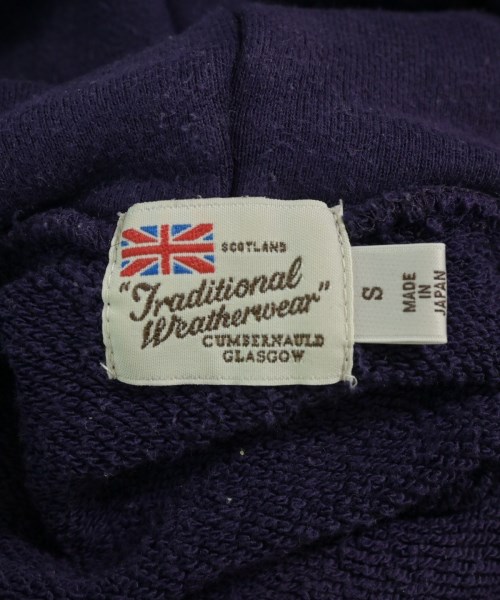 SCOTLAND
"Traditional
Weatherwear"
CUMBERNAULD
GLASGOW
S
MADE
IN
JAPAN